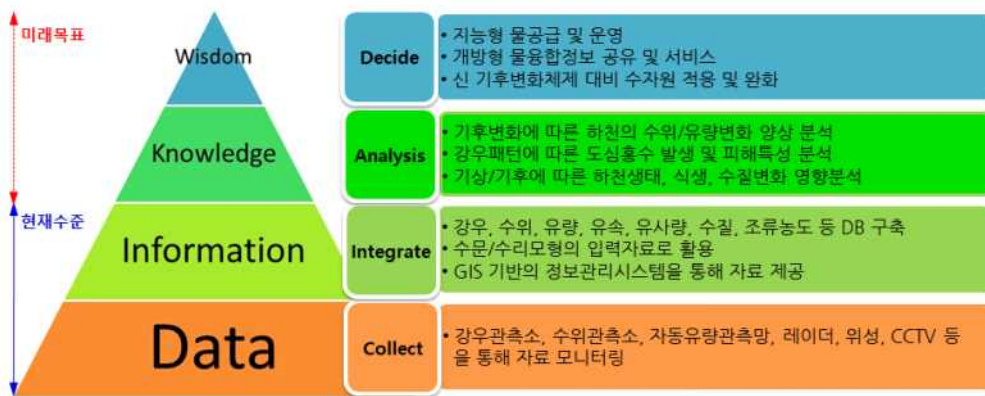 미래목표
Wisdom
Decide
• 지능형 물공급 및 운영
• 개방형 물융합정보 공유 및 서비스
• 신 기후변화체제 대비 수자원 적응 및 완화
Knowledge
Analysis
• 기후변화에 따른 하천의 수위/유량변화 양상 분석
• 강우패턴에 따른 도심홍수 발생 및 피해특성 분석
• 기상/기후에 따른 하천생태, 식생, 수질변화 영향분석
현재수준
Information
Integrate
• 강우, 수위, 유량, 유속, 유사량, 수질, 조류농도 등 DB 구축
• 수문/수리모형의 입력자료로 활용
• GIS 기반의 정보관리시스템을 통해 자료 제공
Data
Collect
• 강우관측소, 수위관측소, 자동유량관측망, 레이더, 위성, CCTV 등
을 통해 자료 모니터링